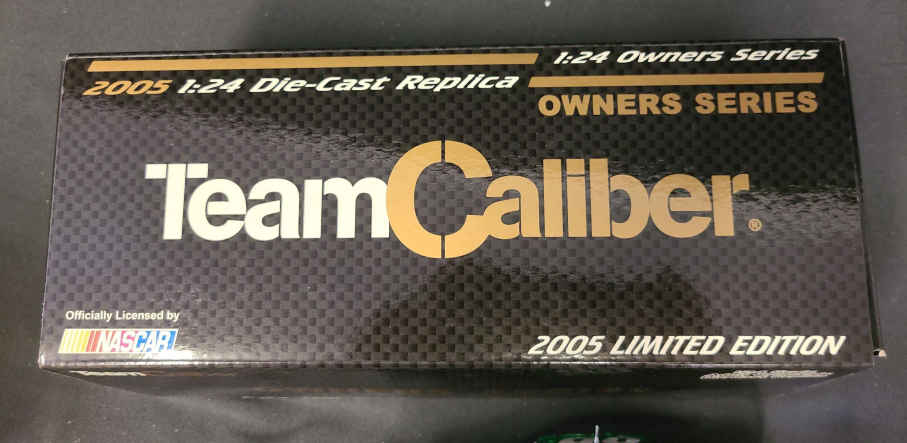 1:24 Owners Series
2005 1:24 Die-Cast Replica
OWNERS SERIES
TeamCaliber®
Officially Licensed by
NASCAR
2005 LIMITED EDITION